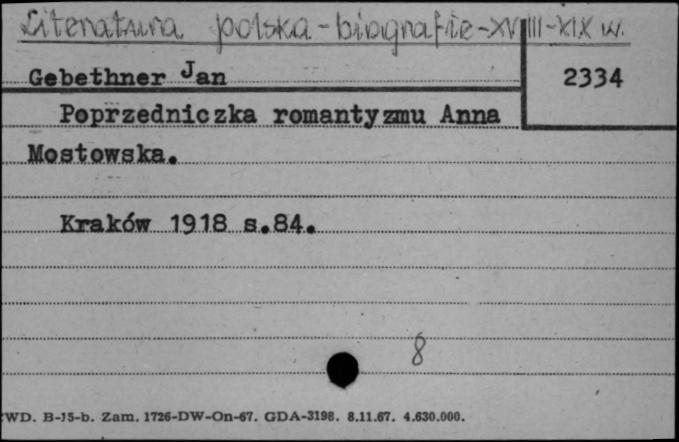 Literatura polska - biografie - XVIII-XIX w.
Gebethner Jan 2334
Poprzedniczka romantyzmu Anna
Mostowska.
Kraków 1918 s.84.
8
WD. B-15-b. Zam. 1726-DW-On-67. GDA-3198. 8.11.67. 4.630.000.